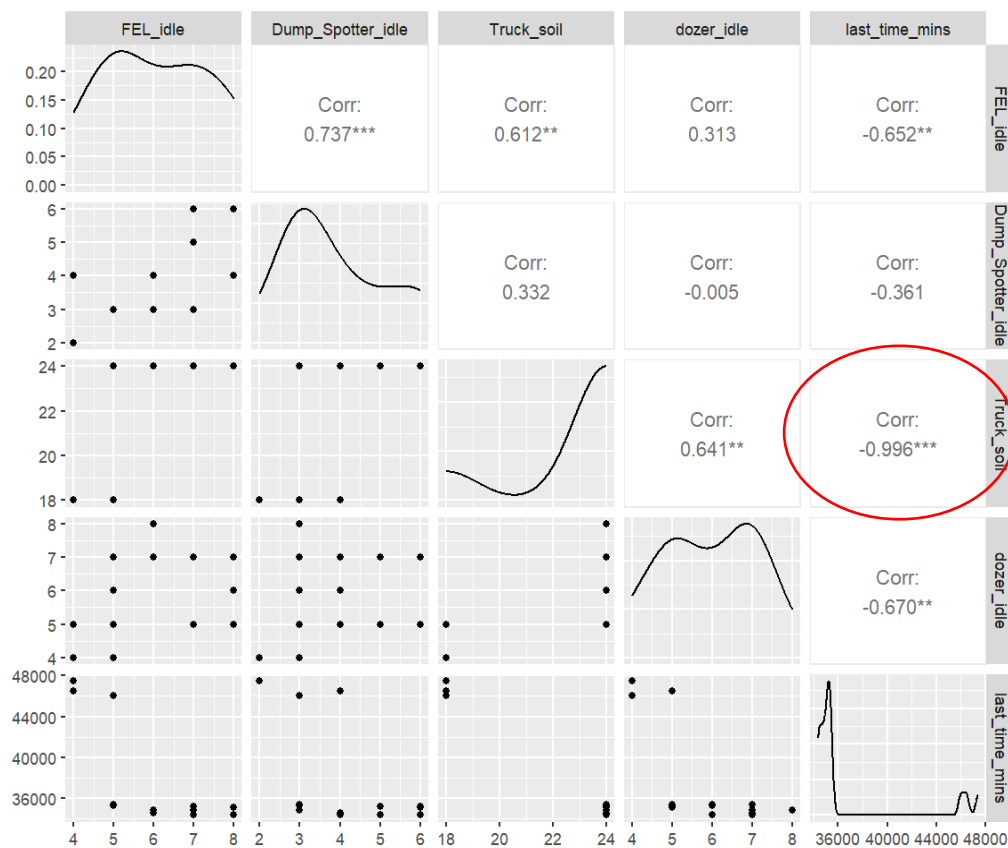 FEL_idle Dump_Spotter_idle Truck_soil dozer_idle last_time_mins
0.20
0.15
0.10
0.05
0.00
Corr:
0.737***
Corr:
0.612**
Corr:
0.313
Corr:
-0.652**
FEL_idle
6
5
4
3
2
Corr:
0.332
Corr:
-0.005
Corr:
-0.361
Dump_Spotter_idle
24
22
20
18
Corr:
0.641**
Corr:
-0.996***
Truck_soil
8
7
6
5
4
Corr:
-0.670**
dozer_idle
48000
44000
40000
36000
last_time_mins
4 5 6 7 8 2 3 4 5 6 18 20 22 24 4 5 6 7 8 36000 40000 44000 48000